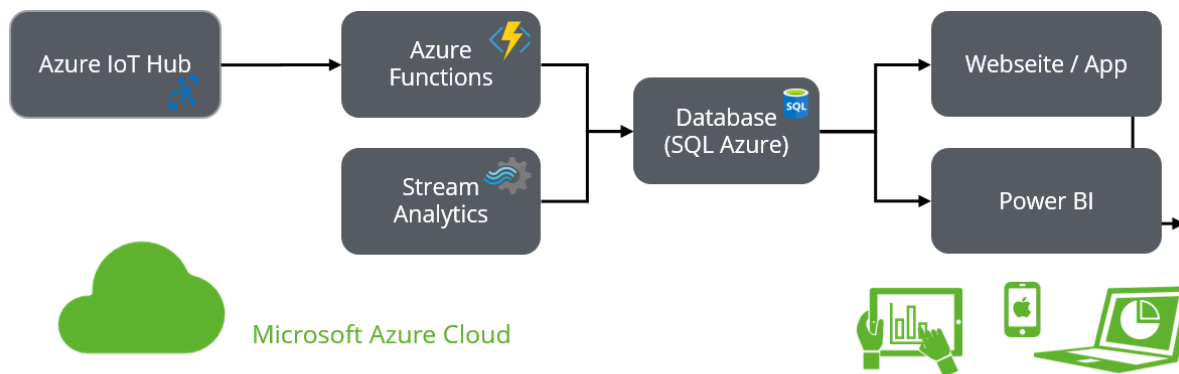 Azure IoT Hub
Azure
Functions
Stream
Analytics
Database
(SQL Azure)
SQL
Webseite / App
Power BI
Microsoft Azure Cloud